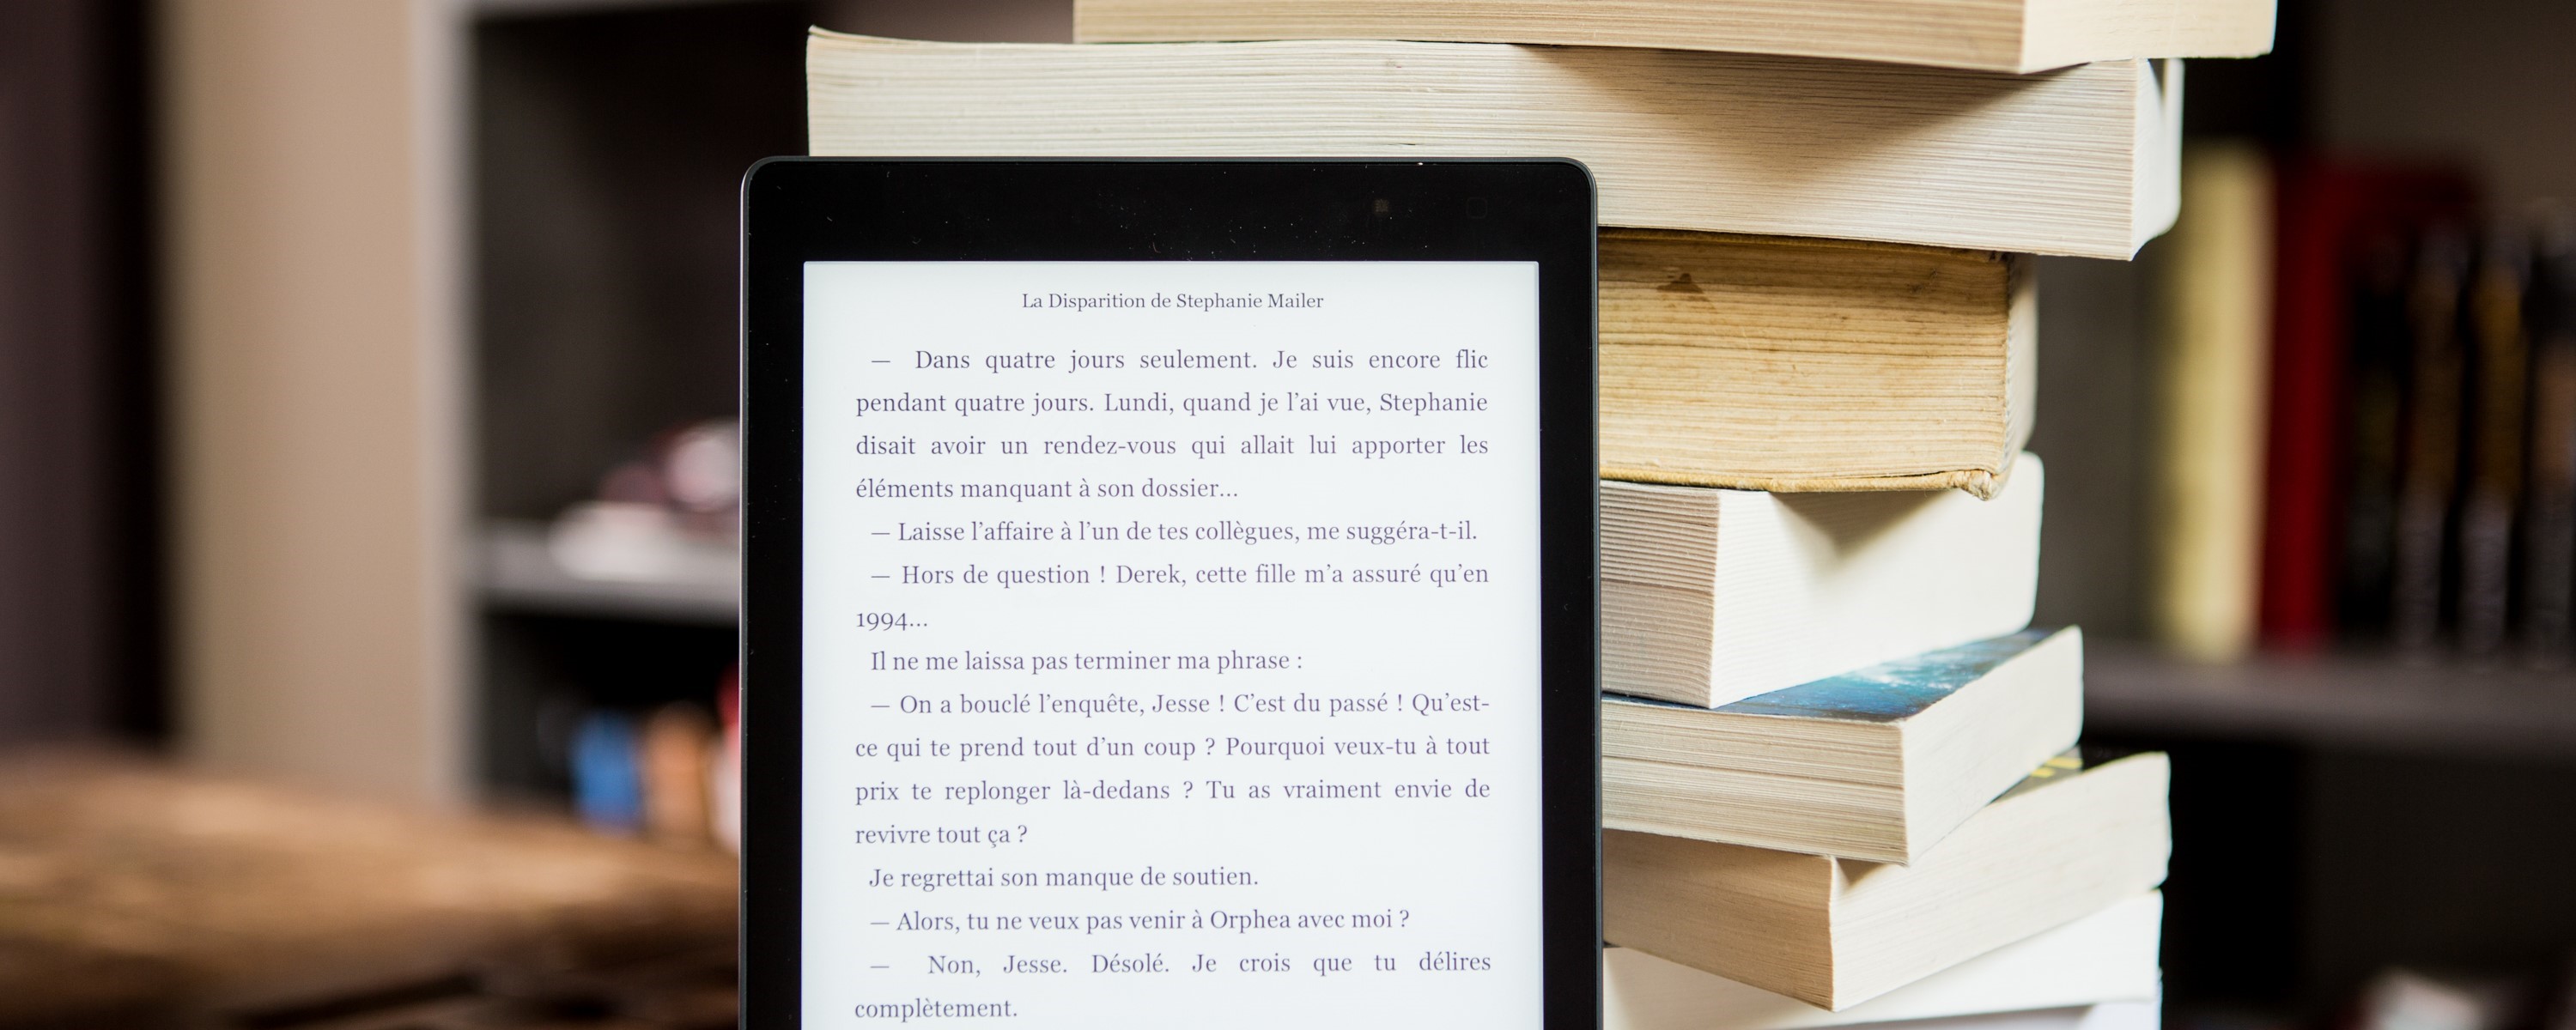 La Disparition de Stephanie Mailer
— Dans quatre jours seulement. Je suis encore flic
pendant quatre jours. Lundi, quand je l’ai vue, Stephanie
disait avoir un rendez-vous qui allait lui apporter les
éléments manquant à son dossier...
— Laisse l’affaire à l’un de tes collègues, me suggéra-t-il.
— Hors de question ! Derek, cette fille m’a assuré qu’en
1994...
Il ne me laissa pas terminer ma phrase :
— On a bouclé l’enquête, Jesse ! C’est du passé ! Qu’est-
ce qui te prend tout d’un coup ? Pourquoi veux-tu à tout
prix te replonger là-dedans ? Tu as vraiment envie de
revivre tout ça ?
Je regrettai son manque de soutien.
— Alors, tu ne veux pas venir à Orphea avec moi ?
— Non, Jesse. Désolé. Je crois que tu délires
complètement.